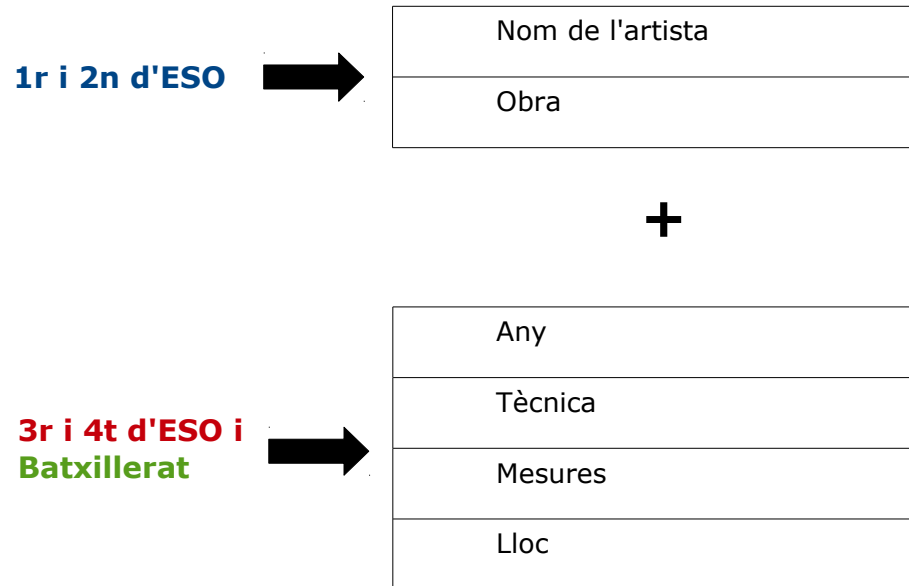 1r i 2n d'ESO
Nom de l'artista
Obra
+
3r i 4t d'ESO i
Batxillerat
Any
Tècnica
Mesures
Lloc